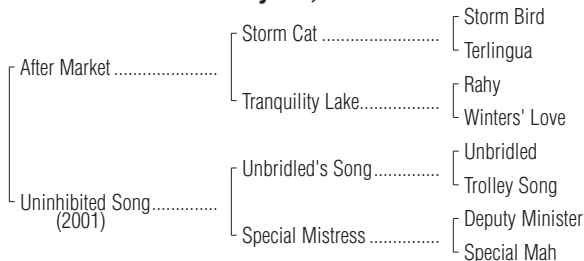 Storm Bird
Storm Cat ........................
Terlingua
After Market .....................
Rahy
Tranquility Lake................
Winters' Love
Unbridled
Unbridled's Song.............
Trolley Song
Uninhibited Song.............
(2001)
Deputy Minister
Special Mistress ..............
Special Mah